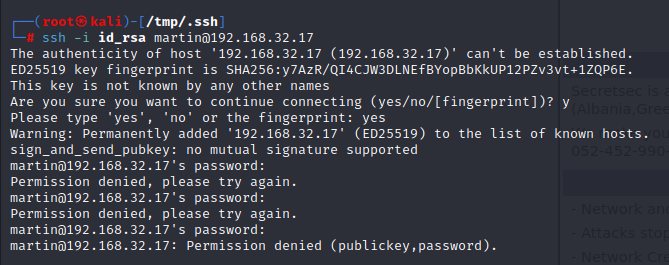 ┌──(root㉿kali)-[/tmp/.ssh]
└─# ssh -i id_rsa martin@192.168.32.17
The authenticity of host '192.168.32.17 (192.168.32.17)' can't be established.
ED25519 key fingerprint is SHA256:y7AzR/QI4CJW3DLNEfBYopBbKkUP12PZv3vt+1ZQP6E.
This key is not known by any other names
Are you sure you want to continue connecting (yes/no/[fingerprint])? y
Please type 'yes', 'no' or the fingerprint: yes
Warning: Permanently added '192.168.32.17' (ED25519) to the list of known hosts.
sign_and_send_pubkey: no mutual signature supported
martin@192.168.32.17's password:
Permission denied, please try again.
martin@192.168.32.17's password:
Permission denied, please try again.
martin@192.168.32.17's password:
martin@192.168.32.17: Permission denied (publickey,password).
Secretsec is a
(Albania,Gree
052-452-990-
- Network and
- Attacks stop
- Network Gr